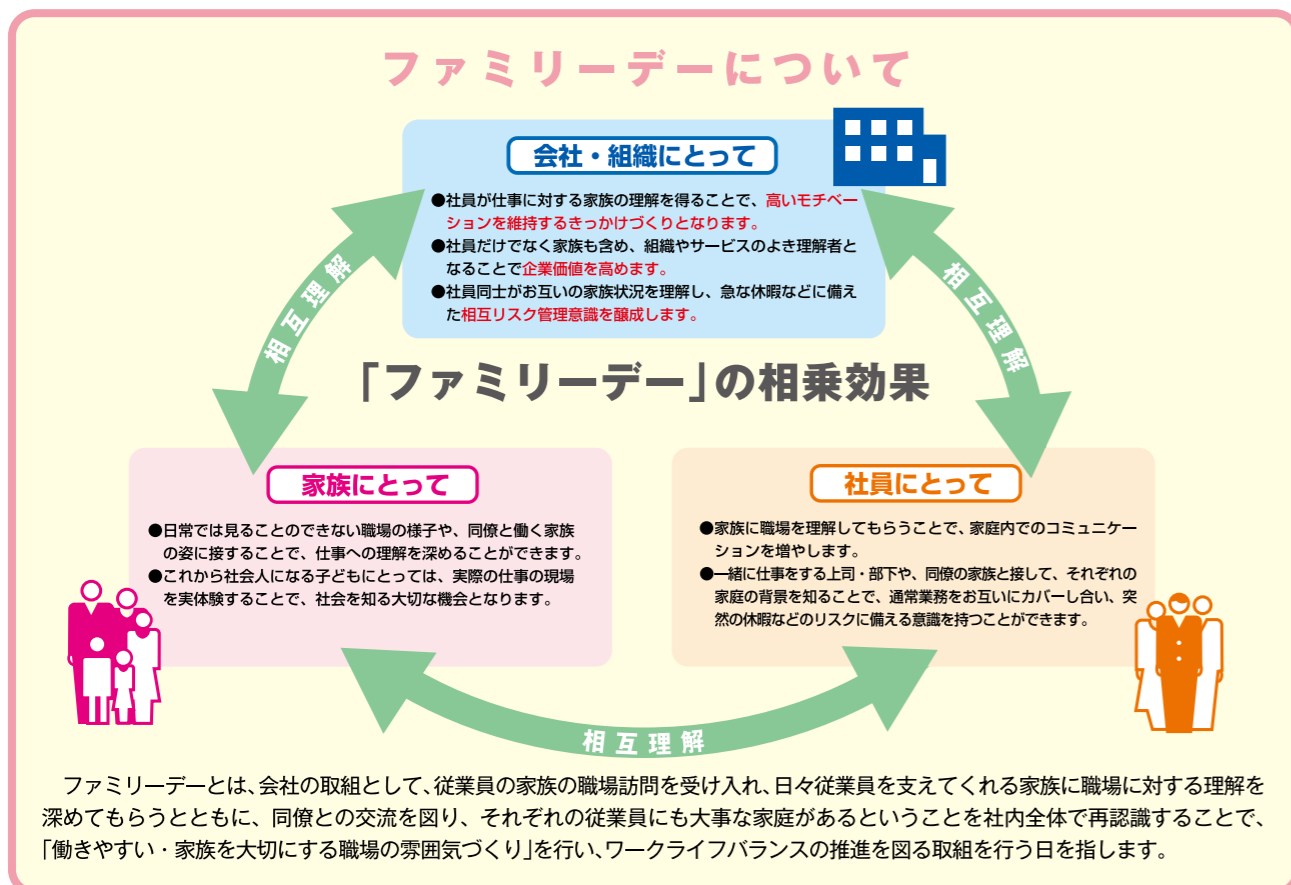 ファミリーデーについて
会社・組織にとって
●社員が仕事に対する家族の理解を得ることで、高いモチベー
ションを維持するきっかけづくりとなります。
●社員だけでなく家族も含め、組織やサービスのよき理解者と
なることで企業価値を高めます。
●社員同士がお互いの家族状況を理解し、急な休暇などに備え
た相互リスク管理意識を醸成します。
相互理解
相互理解
「ファミリーデー」の相乗効果
家族にとって
●日常では見ることのできない職場の様子や、同僚と働く家族
の姿に接することで、仕事への理解を深めることができます。
●これから社会人になる子どもにとっては、実際の仕事の現場
を実体験することで、社会を知る大切な機会となります。
社員にとって
●家族に職場を理解してもらうことで、家庭内でのコミュニケー
ションを増やします。
●一緒に仕事をする上司・部下や、同僚の家族と接して、それぞれの
家庭の背景を知ることで、通常業務をお互いにカバーし合い、突
然の休暇などのリスクに備える意識を持つことができます。
相互理解
ファミリーデーとは、会社の取組として、従業員の家族の職場訪問を受け入れ、日々従業員を支えてくれる家族に職場に対する理解を
深めてもらうとともに、同僚との交流を図り、それぞれの従業員にも大事な家庭があるということを社内全体で再認識することで、
「働きやすい・家族を大切にする職場の雰囲気づくり」を行い、ワークライフバランスの推進を図る取組を行う日を指します。